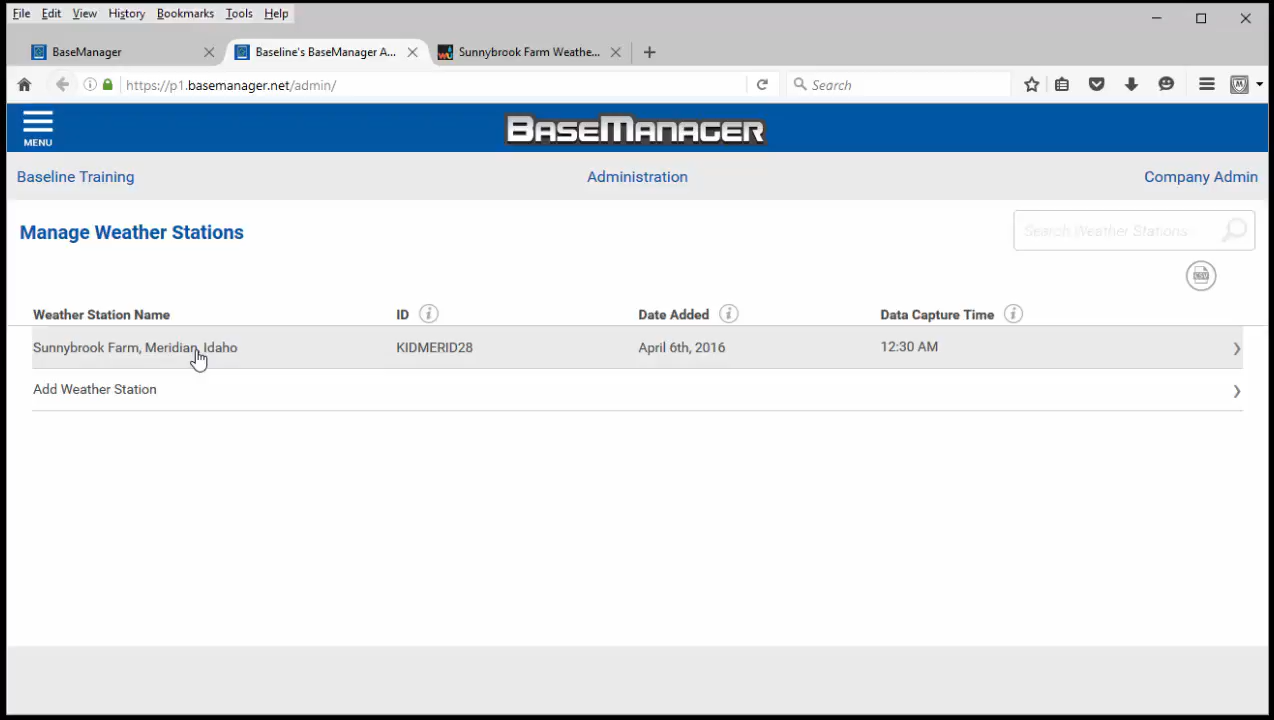 File Edit View History Bookmarks Tools Help
BaseManager
Baseline's BaseManager A...
Sunnybrook Farm Weathe...
https://p1.basemanager.net/admin/
Search
MENU
BASEMANAGER
Baseline Training
Administration
Company Admin
Manage Weather Stations
Search Weather Stations
CSV
Weather Station Name ID i Date Added i Data Capture Time i
Sunnybrook Farm, Meridian, Idaho KIDMERID28 April 6th, 2016 12:30 AM
Add Weather Station